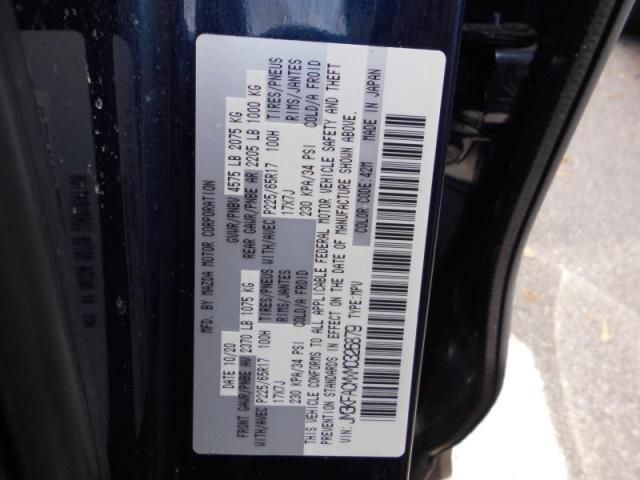 MFD. BY MAZDA MOTOR CORPORATION
DATE 10/20 GVWR/PNBV 4575 LB 2075 KG
FRONT GAWR/PNBE AV 2370 LB 1075 KG REAR GAWR/PNBE AR 2205 LB 1000 KG
WITH/AVEC P225/65R17 100H TIRES/PNEUS WITH/AVEC P225/65R17 100H TIRES/PNEUS
17X7J RIMS/JANTES 17X7J RIMS/JANTES
230 KPA/34 PSI COLD/A FROID 230 KPA/34 PSI COLD/A FROID
THIS VEHICLE CONFORMS TO ALL APPLICABLE FEDERAL MOTOR VEHICLE SAFETY AND THEFT
PREVENTION STANDARDS IN EFFECT ON THE DATE OF MANUFACTURE SHOWN ABOVE.
VIN: TYPE:MPV COLOR CODE:42M MADE IN JAPAN